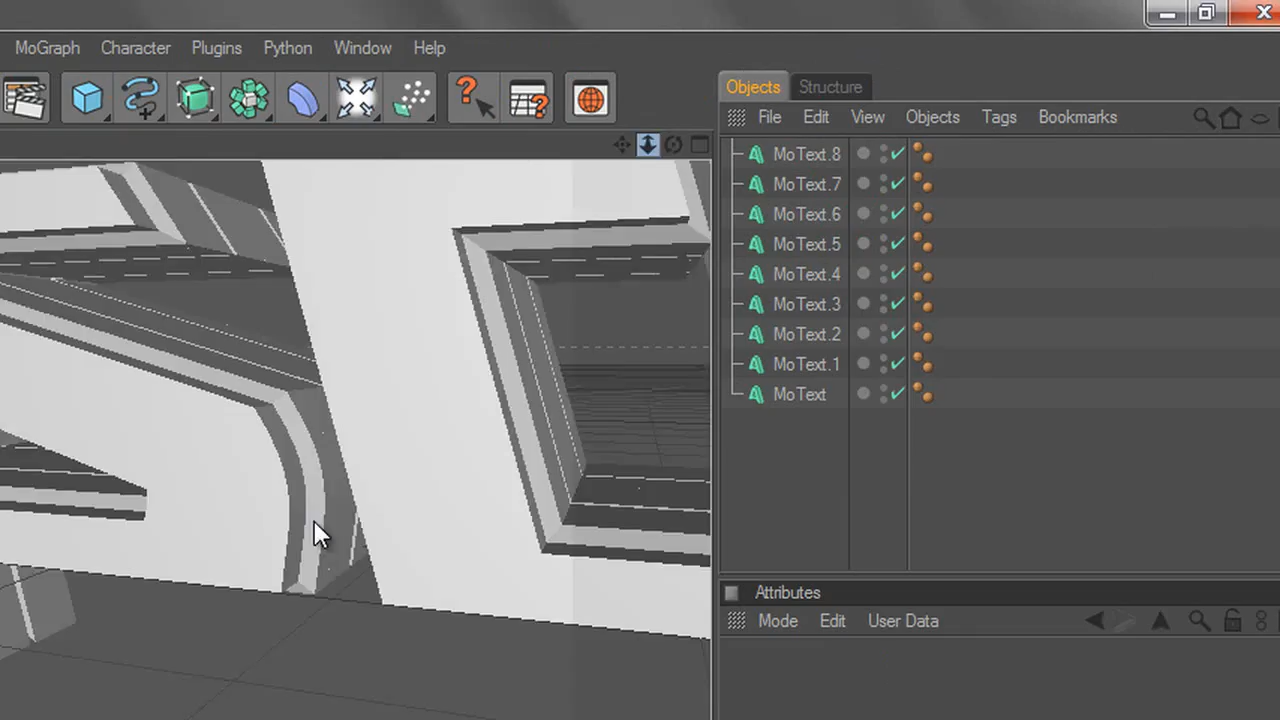 MoGraph Character Plugins Python Window Help
Objects Structure
File Edit View Objects Tags Bookmarks
MoText.8
MoText.7
MoText.6
MoText.5
MoText.4
MoText.3
MoText.2
MoText.1
MoText
Attributes
Mode Edit User Data